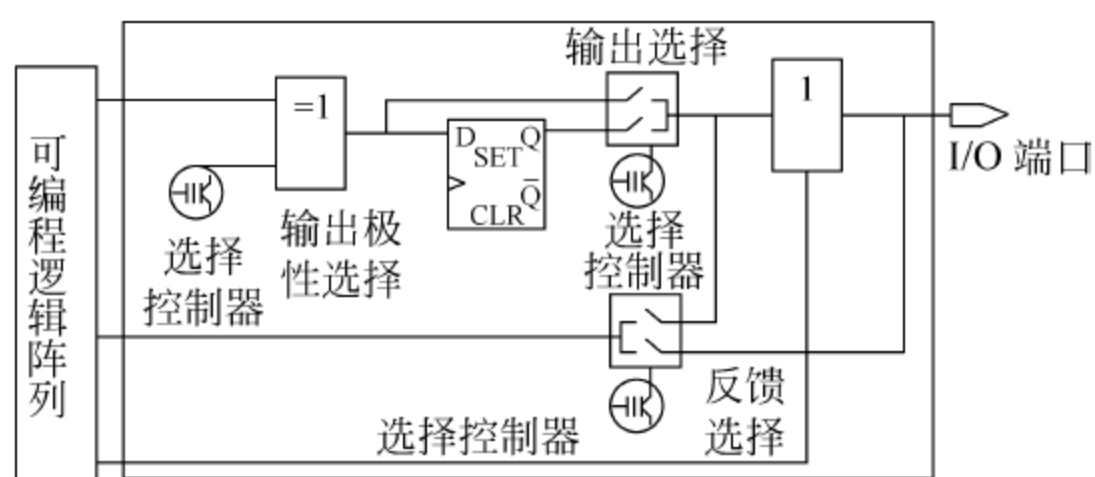 可编程逻辑阵列
=1
选择
控制器
输出极
性选择
D
Q
SET
Q̅
CLR
输出选择
选择
控制器
1
I/O 端口
反馈
选择
选择控制器